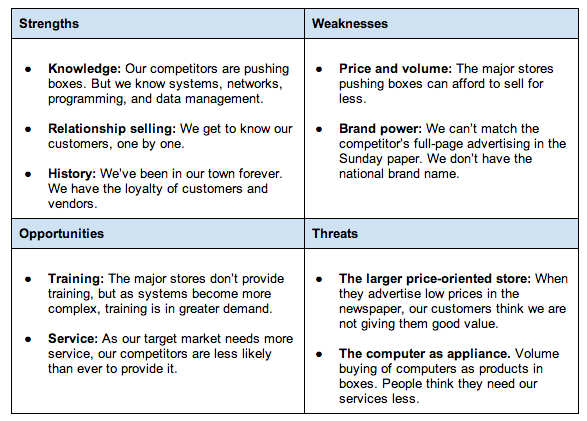 Strengths
● Knowledge: Our competitors are pushing
boxes. But we know systems, networks,
programming, and data management.
● Relationship selling: We get to know our
customers, one by one.
● History: We've been in our town forever.
We have the loyalty of customers and
vendors.
Weaknesses
● Price and volume: The major stores
pushing boxes can afford to sell for
less.
● Brand power: We can't match the
competitor's full-page advertising in the
Sunday paper. We don't have the
national brand name.
Opportunities
● Training: The major stores don't provide
training, but as systems become more
complex, training is in greater demand.
● Service: As our target market needs more
service, our competitors are less likely
than ever to provide it.
Threats
● The larger price-oriented store: When
they advertise low prices in the
newspaper, our customers think we are
not giving them good value.
● The computer as appliance. Volume
buying of computers as products in
boxes. People think they need our
services less.